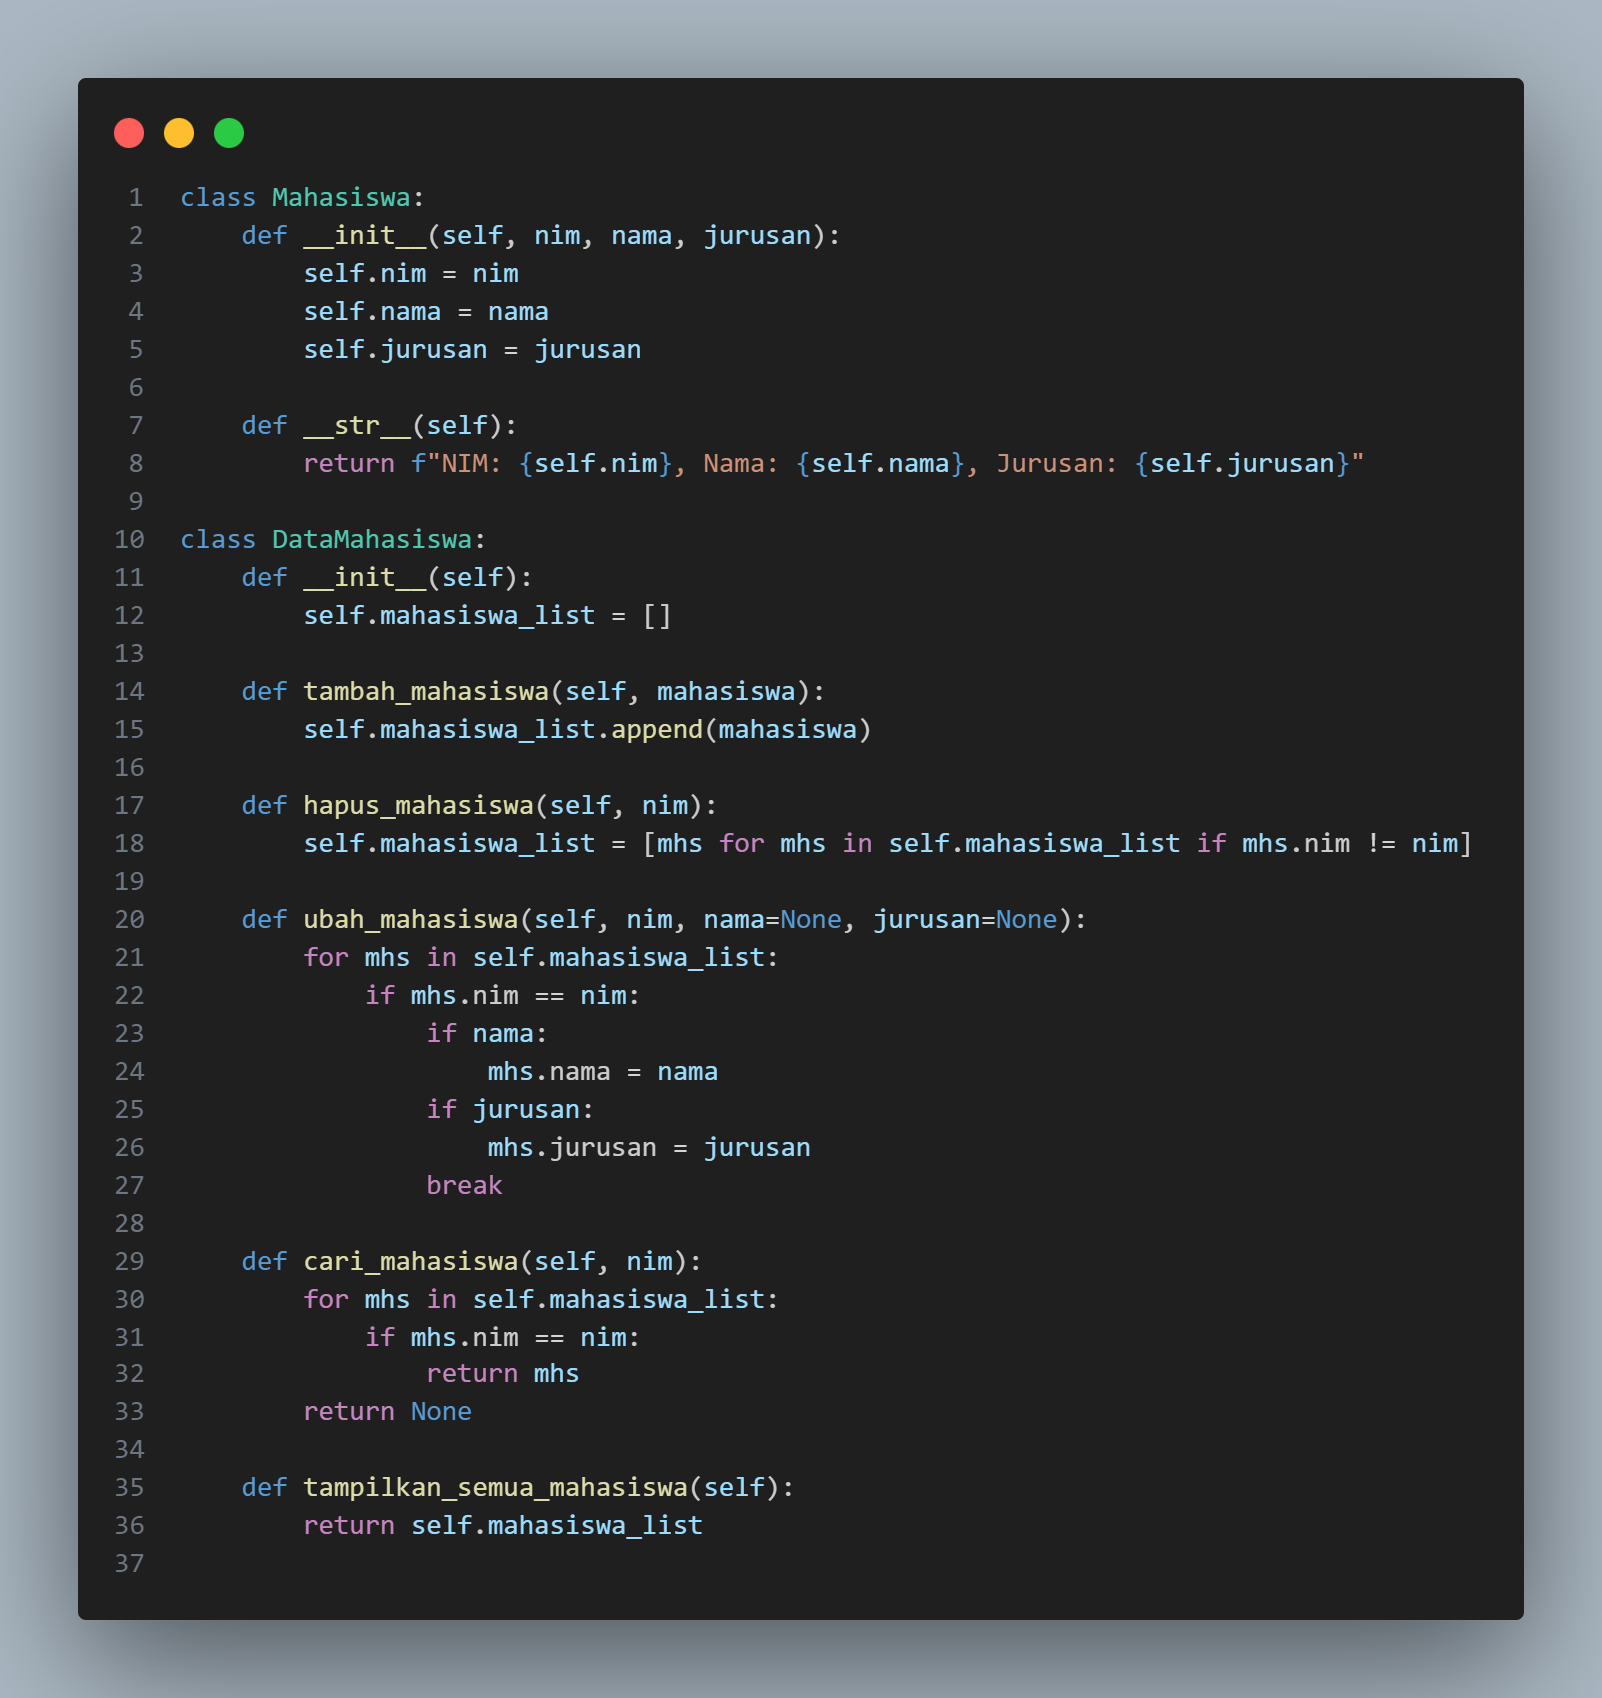 1 class Mahasiswa:
2     def __init__(self, nim, nama, jurusan):
3         self.nim = nim
4         self.nama = nama
5         self.jurusan = jurusan
6
7     def __str__(self):
8         return f"NIM: {self.nim}, Nama: {self.nama}, Jurusan: {self.jurusan}"
9
10 class DataMahasiswa:
11     def __init__(self):
12         self.mahasiswa_list = []
13
14     def tambah_mahasiswa(self, mahasiswa):
15         self.mahasiswa_list.append(mahasiswa)
16
17     def hapus_mahasiswa(self, nim):
18         self.mahasiswa_list = [mhs for mhs in self.mahasiswa_list if mhs.nim != nim]
19
20     def ubah_mahasiswa(self, nim, nama=None, jurusan=None):
21         for mhs in self.mahasiswa_list:
22             if mhs.nim == nim:
23                 if nama:
24                     mhs.nama = nama
25                 if jurusan:
26                     mhs.jurusan = jurusan
27                 break
28
29     def cari_mahasiswa(self, nim):
30         for mhs in self.mahasiswa_list:
31             if mhs.nim == nim:
32                 return mhs
33         return None
34
35     def tampilkan_semua_mahasiswa(self):
36         return self.mahasiswa_list
37